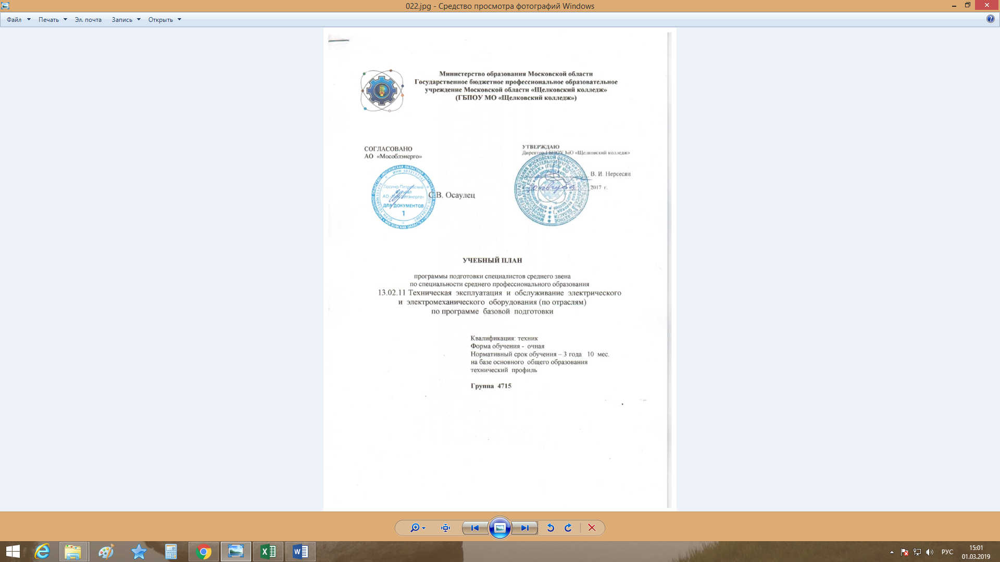 022.jpg - Средство просмотра фотографий Windows
Файл Печать Эл. почта Запись Открыть
Министерство образования Московской области
Государственное бюджетное профессиональное образовательное
учреждение Московской области «Щелковский колледж»
(ГБПОУ МО «Щелковский колледж»)
СОГЛАСОВАНО
АО «Мособлэнерго»
Лосино-Петровский
филиал
АО «Мособлэнерго»
ДЛЯ ДОКУМЕНТОВ
1
С.В. Осаулец
УТВЕРЖДАЮ
Директор ГБПОУ МО «Щелковский колледж»
В. И. Нерсесян
августа 2017 г.
УЧЕБНЫЙ ПЛАН
программы подготовки специалистов среднего звена
по специальности среднего профессионального образования
13.02.11 Техническая эксплуатация и обслуживание электрического
и электромеханического оборудования (по отраслям)
по программе базовой подготовки
Квалификация: техник
Форма обучения - очная
Нормативный срок обучения – 3 года 10 мес.
на базе основного общего образования
технический профиль
Группа 4715
РУС
15:01
01.03.2019